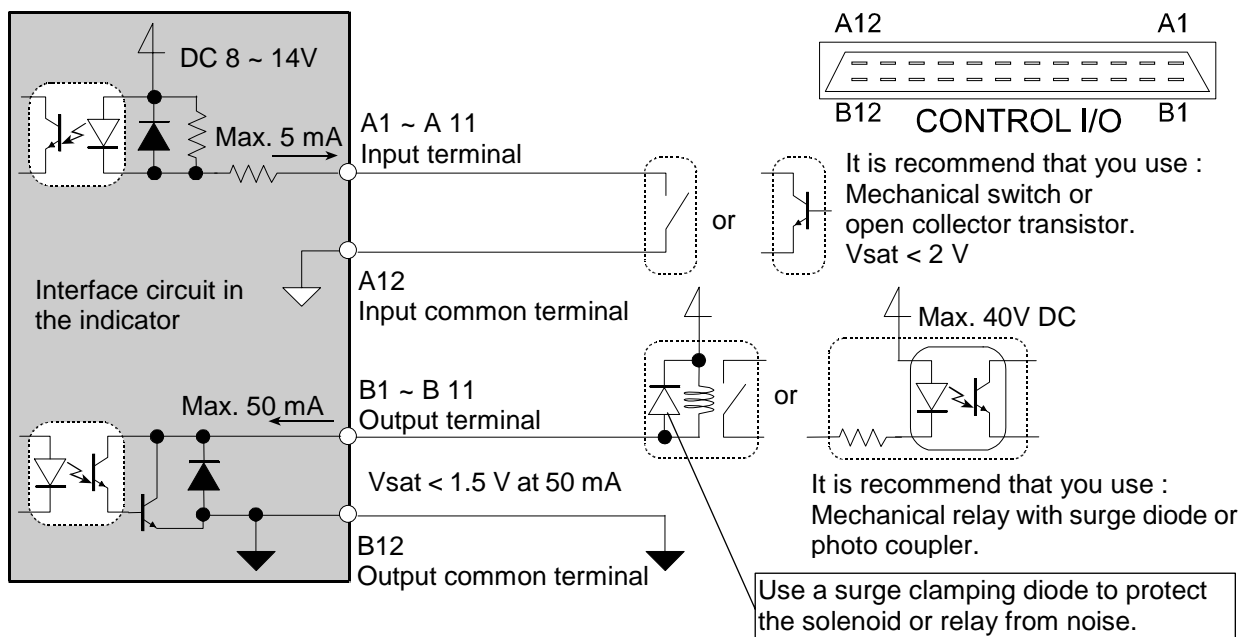 DC 8 ~ 14V
Max. 5 mA
A1 ~ A 11
Input terminal
A12
Input common terminal
Interface circuit in
the indicator
or
A12 A1
B12 B1
CONTROL I/O
It is recommend that you use :
Mechanical switch or
open collector transistor.
Vsat < 2 V
Max. 50 mA
B1 ~ B 11
Output terminal
Vsat < 1.5 V at 50 mA
B12
Output common terminal
or
Max. 40V DC
It is recommend that you use :
Mechanical relay with surge diode or
photo coupler.
Use a surge clamping diode to protect
the solenoid or relay from noise.